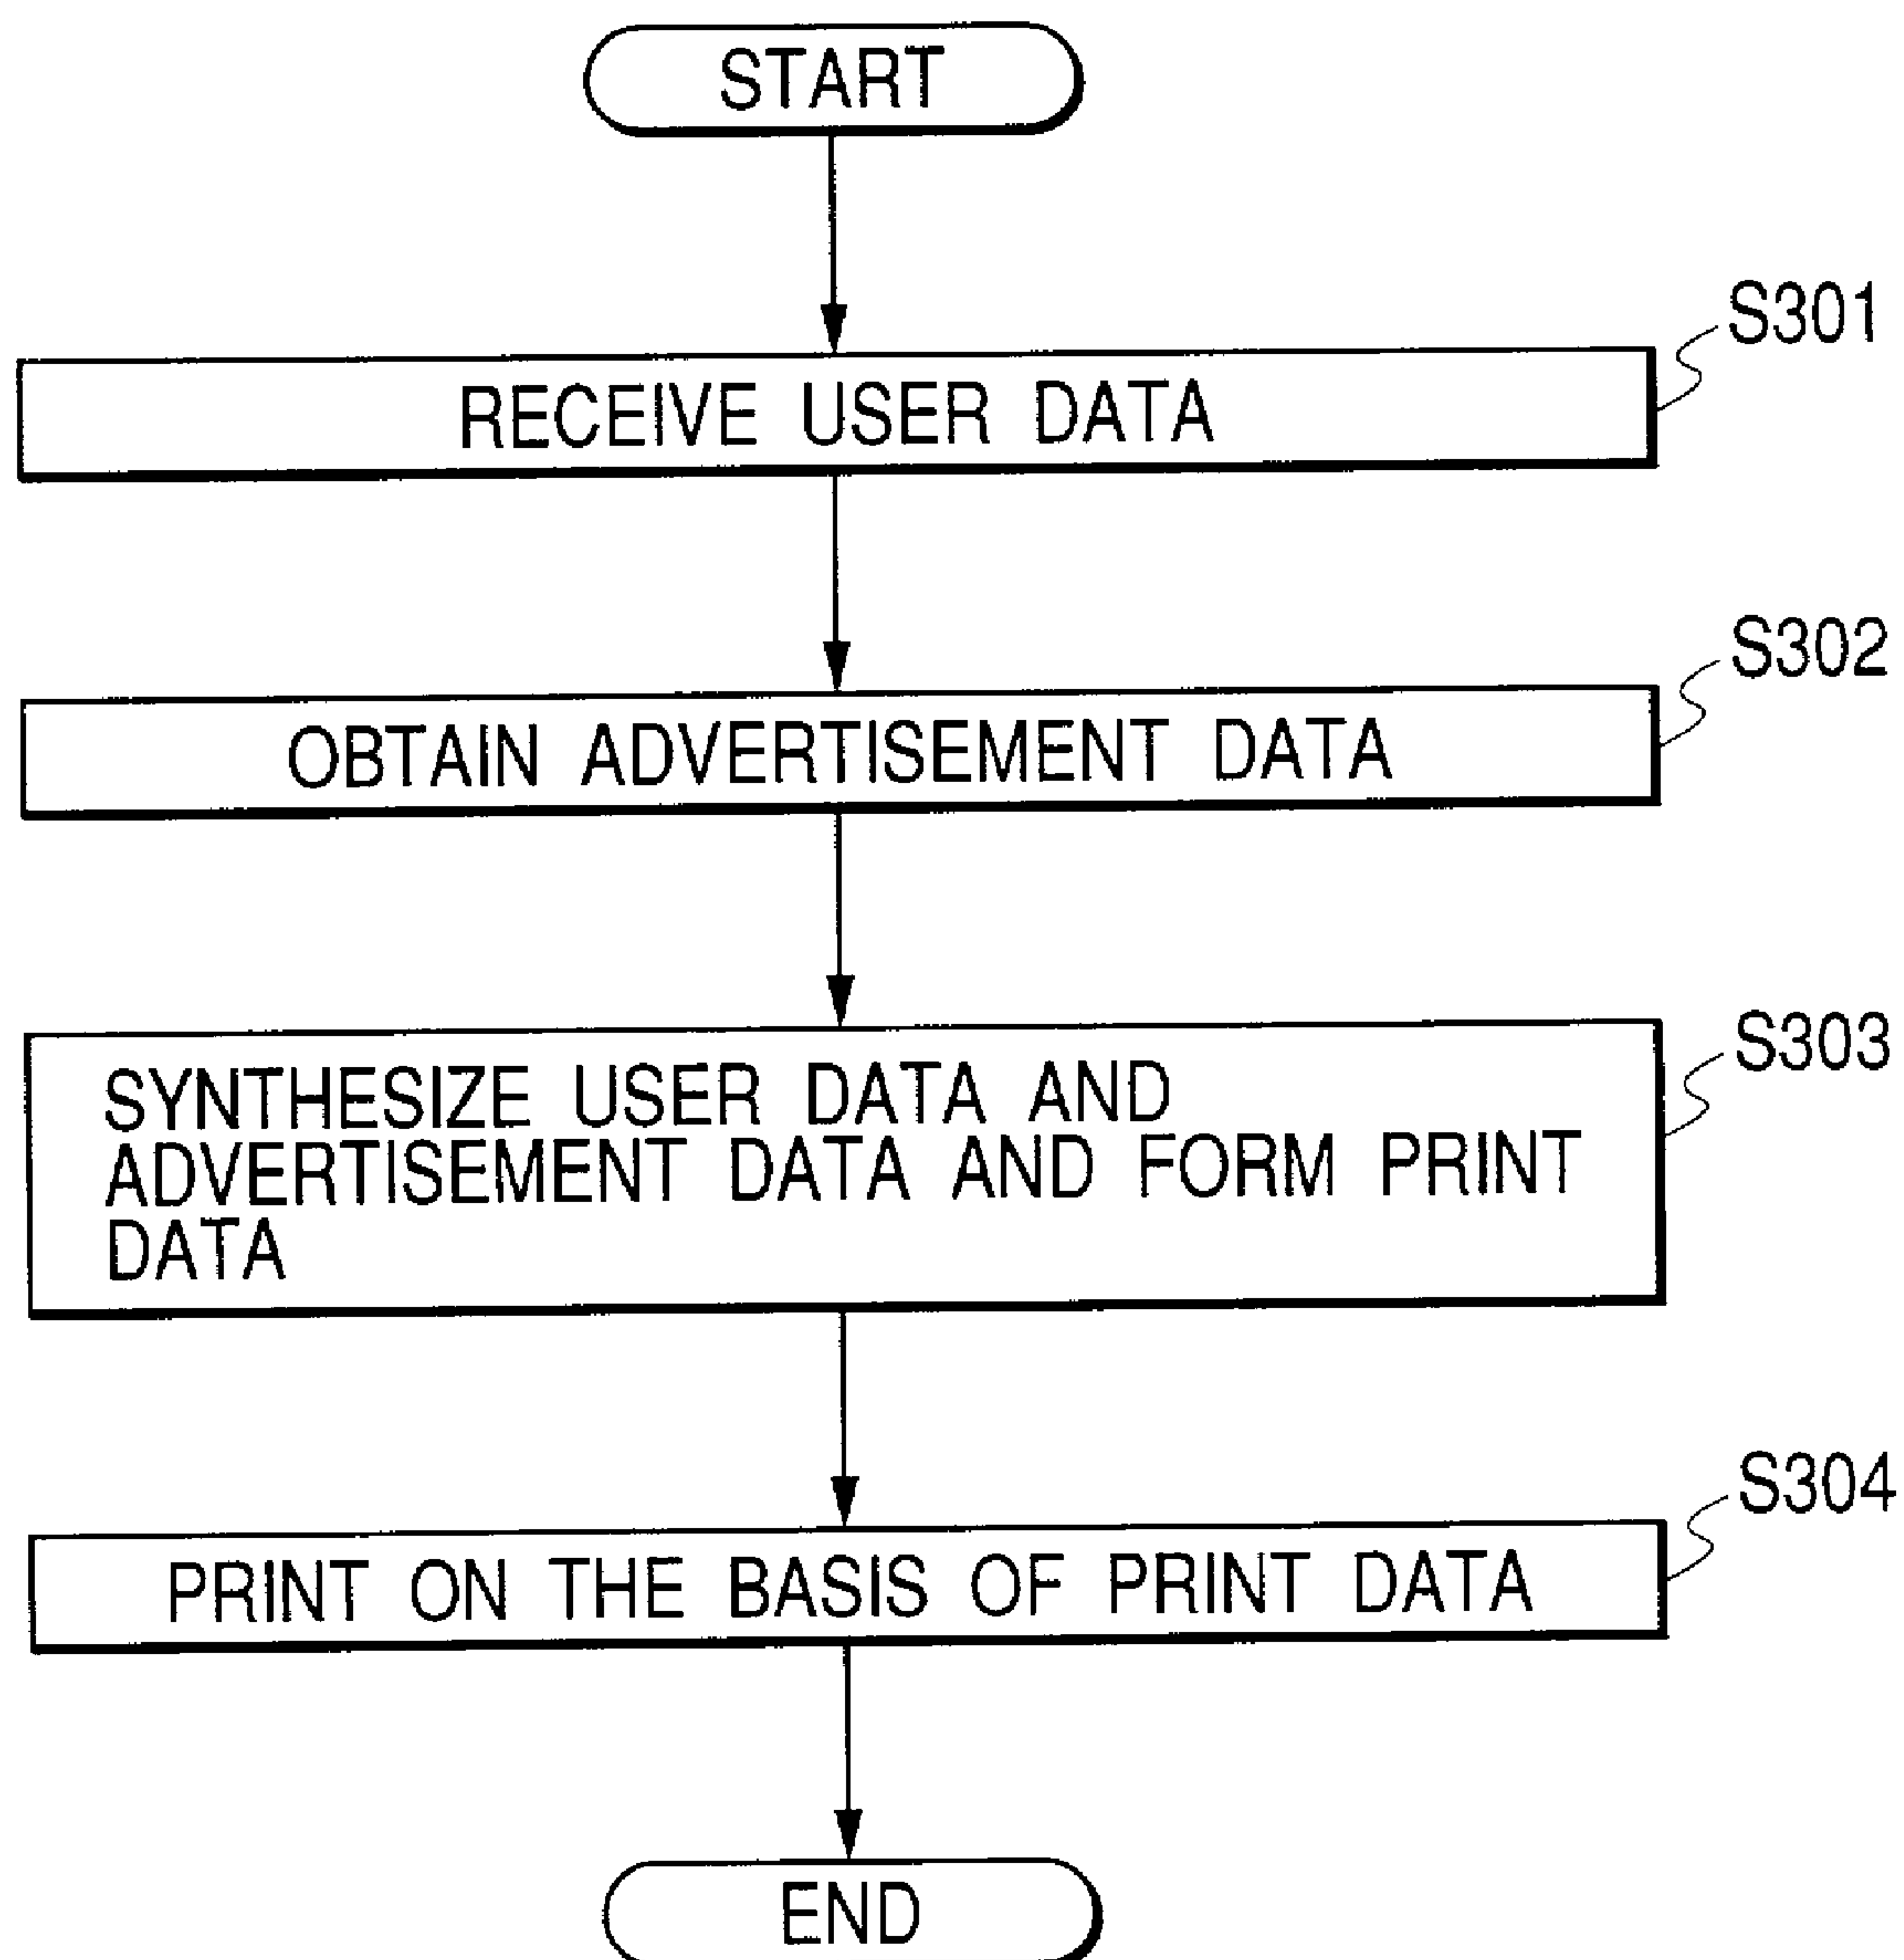 START
S301
RECEIVE USER DATA
S302
OBTAIN ADVERTISEMENT DATA
S303
SYNTHESIZE USER DATA AND
ADVERTISEMENT DATA AND FORM PRINT
DATA
S304
PRINT ON THE BASIS OF PRINT DATA
END